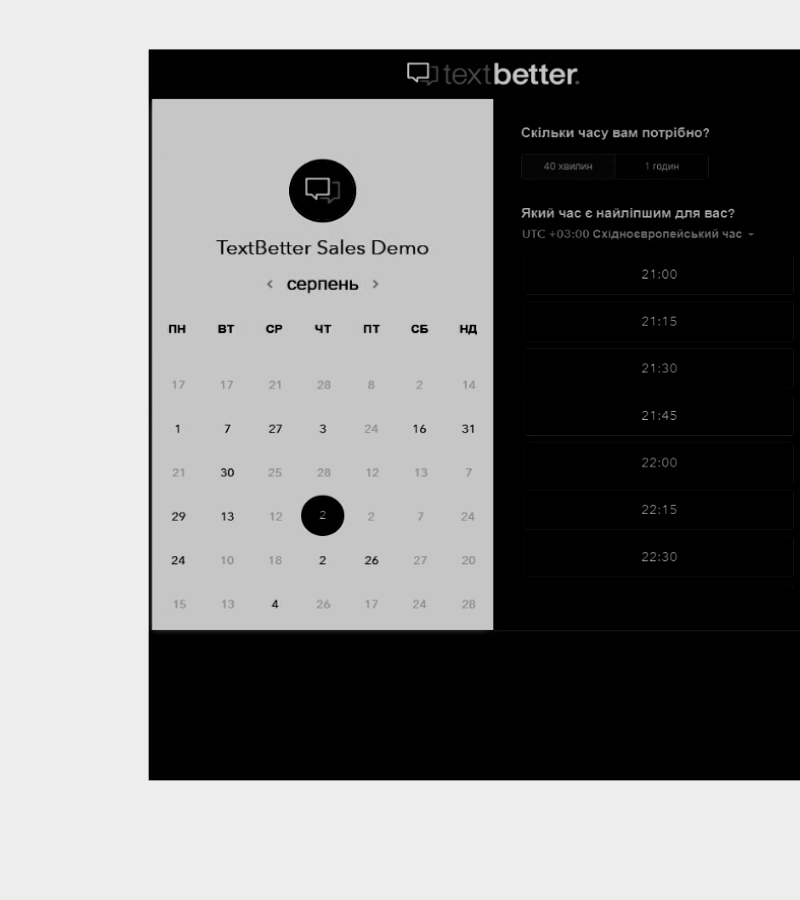 textbetter.
TextBetter Sales Demo
< серпень >
ПН ВТ СР ЧТ ПТ СБ НД
17 17 21 28 8 2 14
1 7 27 3 24 16 31
21 30 25 28 12 13 7
29 13 12 2 2 7 24
24 10 18 2 26 27 20
15 13 4 26 17 24 28
Скільки часу вам потрібно?
40 хвилин 1 годин
Який час є найліпшим для вас?
UTC +03:00 Східноєвропейський час
21:00
21:15
21:30
21:45
22:00
22:15
22:30